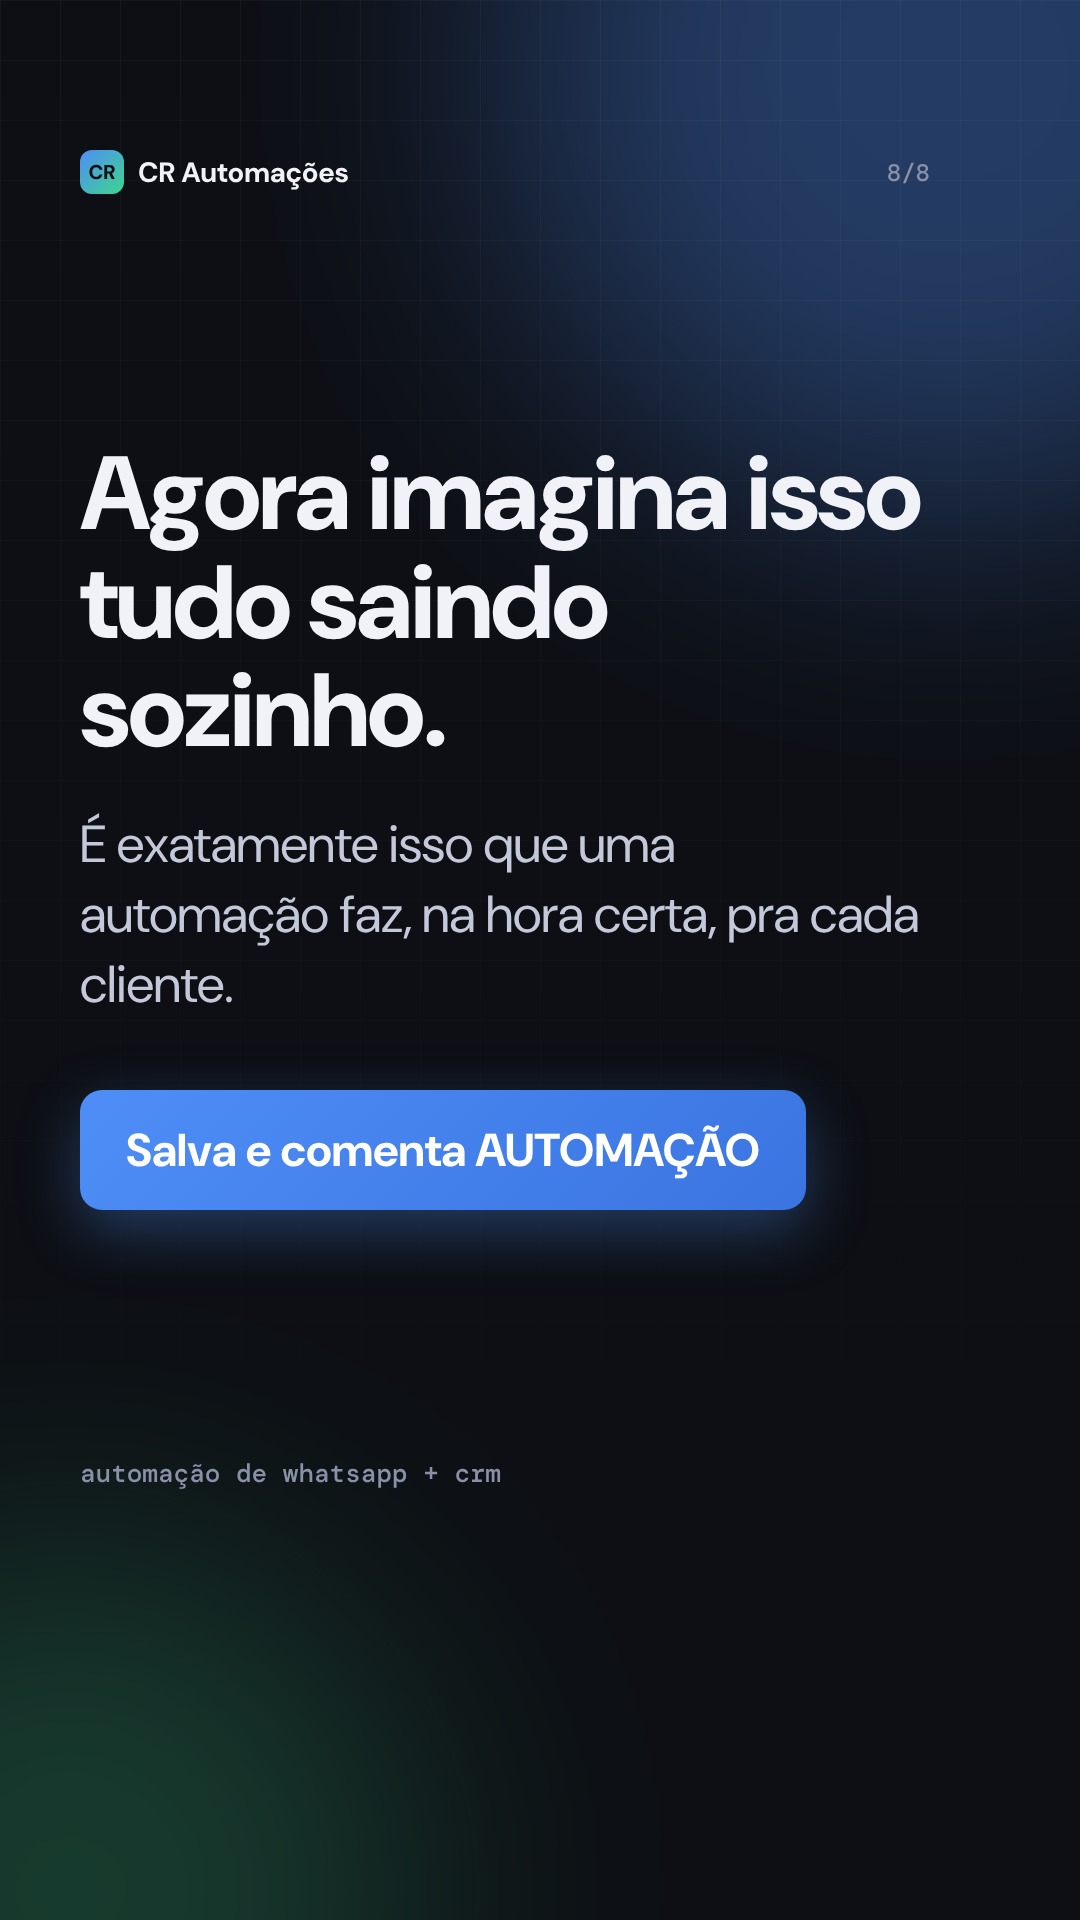 CR CR Automações 8/8
Agora imagina isso
tudo saindo
sozinho.
É exatamente isso que uma
automação faz, na hora certa, pra cada
cliente.
Salva e comenta AUTOMAÇÃO
automação de whatsapp + crm